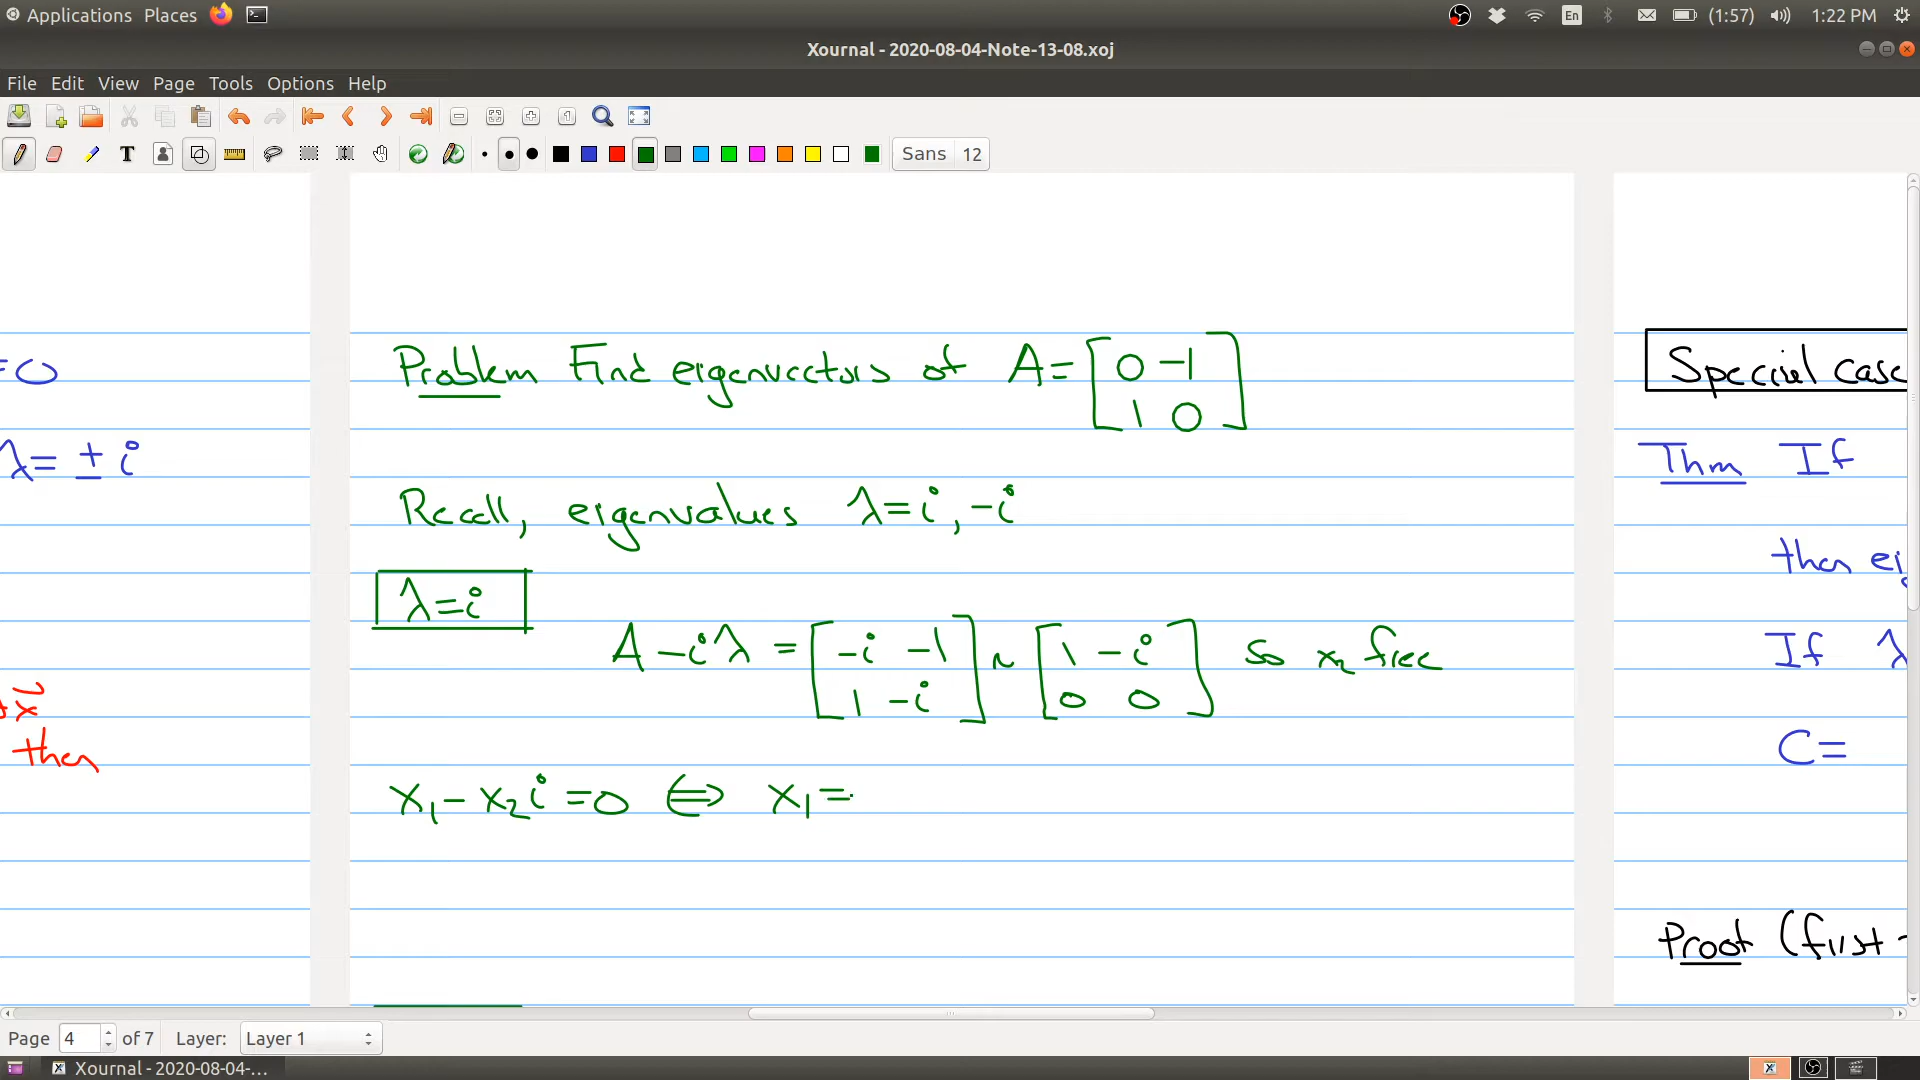 Applications Places En (1:57) 1:22 PM
Xournal - 2020-08-04-Note-13-08.xoj
File Edit View Page Tools Options Help
Sans 12
Problem Find eigenvectors of A = [0 -1
1 0]
Recall, eigenvalues λ = i, -i
λ = i
A - iλ = [-i -1 ~ [1 -i so x₂ free
1 -i] 0 0]
x₁ - x₂i = 0 ⟺ x₁ =
λ = ± i
x
then
Special case
Thm If
then ei
If λ
C =
Proof (first -
Page 4 of 7 Layer: Layer 1
Xournal - 2020-08-04-...